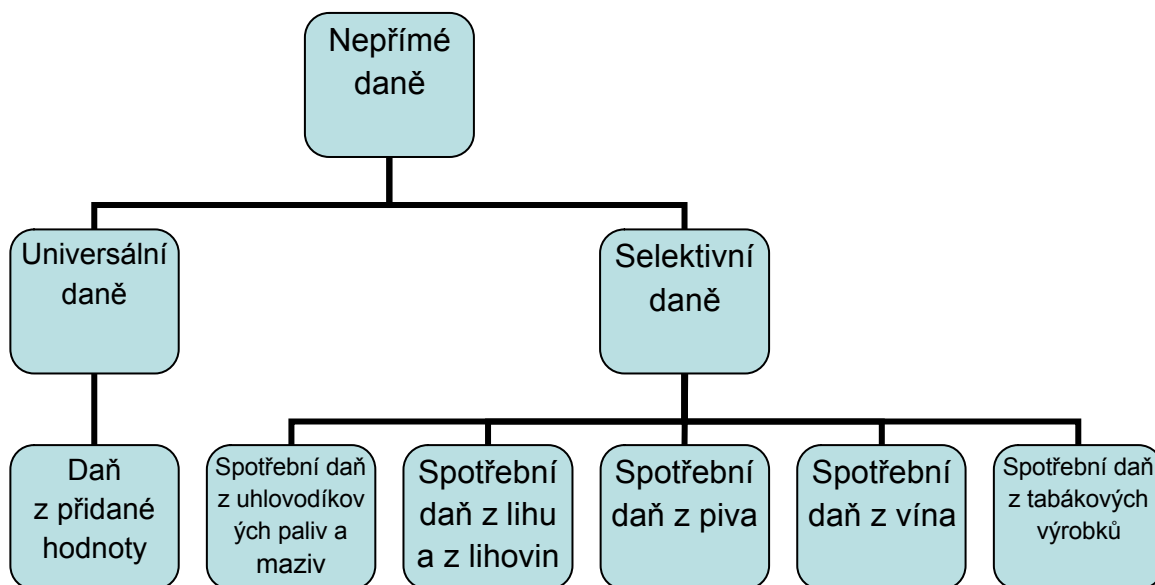 Nepřímé
daně
Universální
daně
Selektivní
daně
Daň
z přidané
hodnoty
Spotřební daň
z uhlovodíkov
ých paliv a
maziv
Spotřební
daň z lihu
a z lihovin
Spotřební
daň z piva
Spotřební
daň z vína
Spotřební daň
z tabákových
výrobků